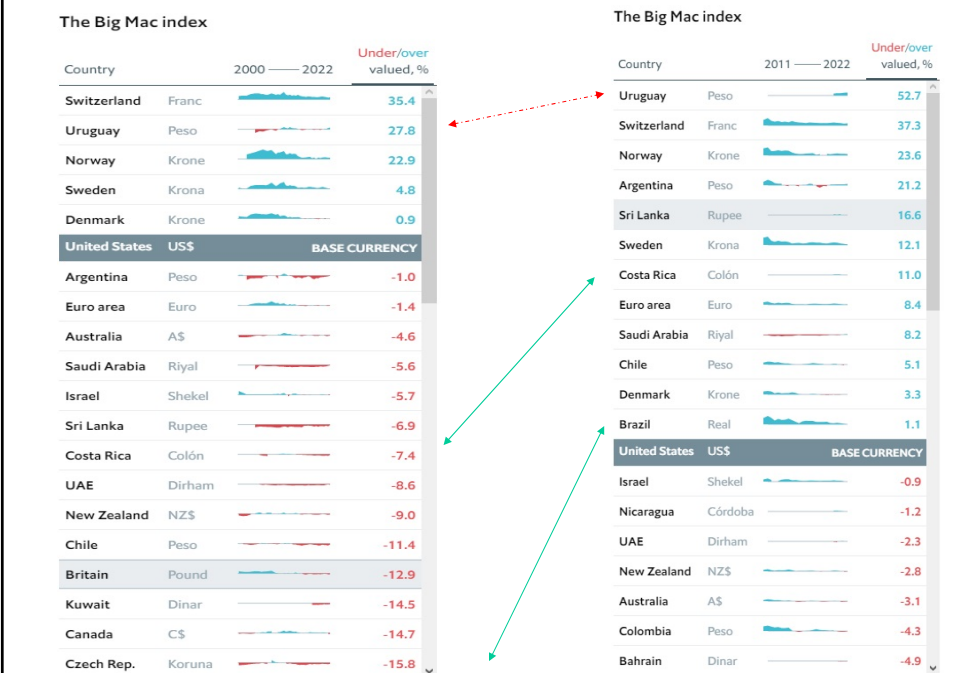 The Big Mac index
Under/over
Country 2000 2022 valued, %
Switzerland Franc 35.4
Uruguay Peso 27.8
Norway Krone 22.9
Sweden Krona 4.8
Denmark Krone 0.9
United States US$ BASE CURRENCY
Argentina Peso -1.0
Euro area Euro -1.4
Australia A$ -4.6
Saudi Arabia Riyal -5.6
Israel Shekel -5.7
Sri Lanka Rupee -6.9
Costa Rica Colón -7.4
UAE Dirham -8.6
New Zealand NZ$ -9.0
Chile Peso -11.4
Britain Pound -12.9
Kuwait Dinar -14.5
Canada C$ -14.7
Czech Rep. Koruna -15.8
The Big Mac index
Under/over
Country 2011 2022 valued, %
Uruguay Peso 52.7
Switzerland Franc 37.3
Norway Krone 23.6
Argentina Peso 21.2
Sri Lanka Rupee 16.6
Sweden Krona 12.1
Costa Rica Colón 11.0
Euro area Euro 8.4
Saudi Arabia Riyal 8.2
Chile Peso 5.1
Denmark Krone 3.3
Brazil Real 1.1
United States US$ BASE CURRENCY
Israel Shekel -0.9
Nicaragua Córdoba -1.2
UAE Dirham -2.3
New Zealand NZ$ -2.8
Australia A$ -3.1
Colombia Peso -4.3
Bahrain Dinar -4.9